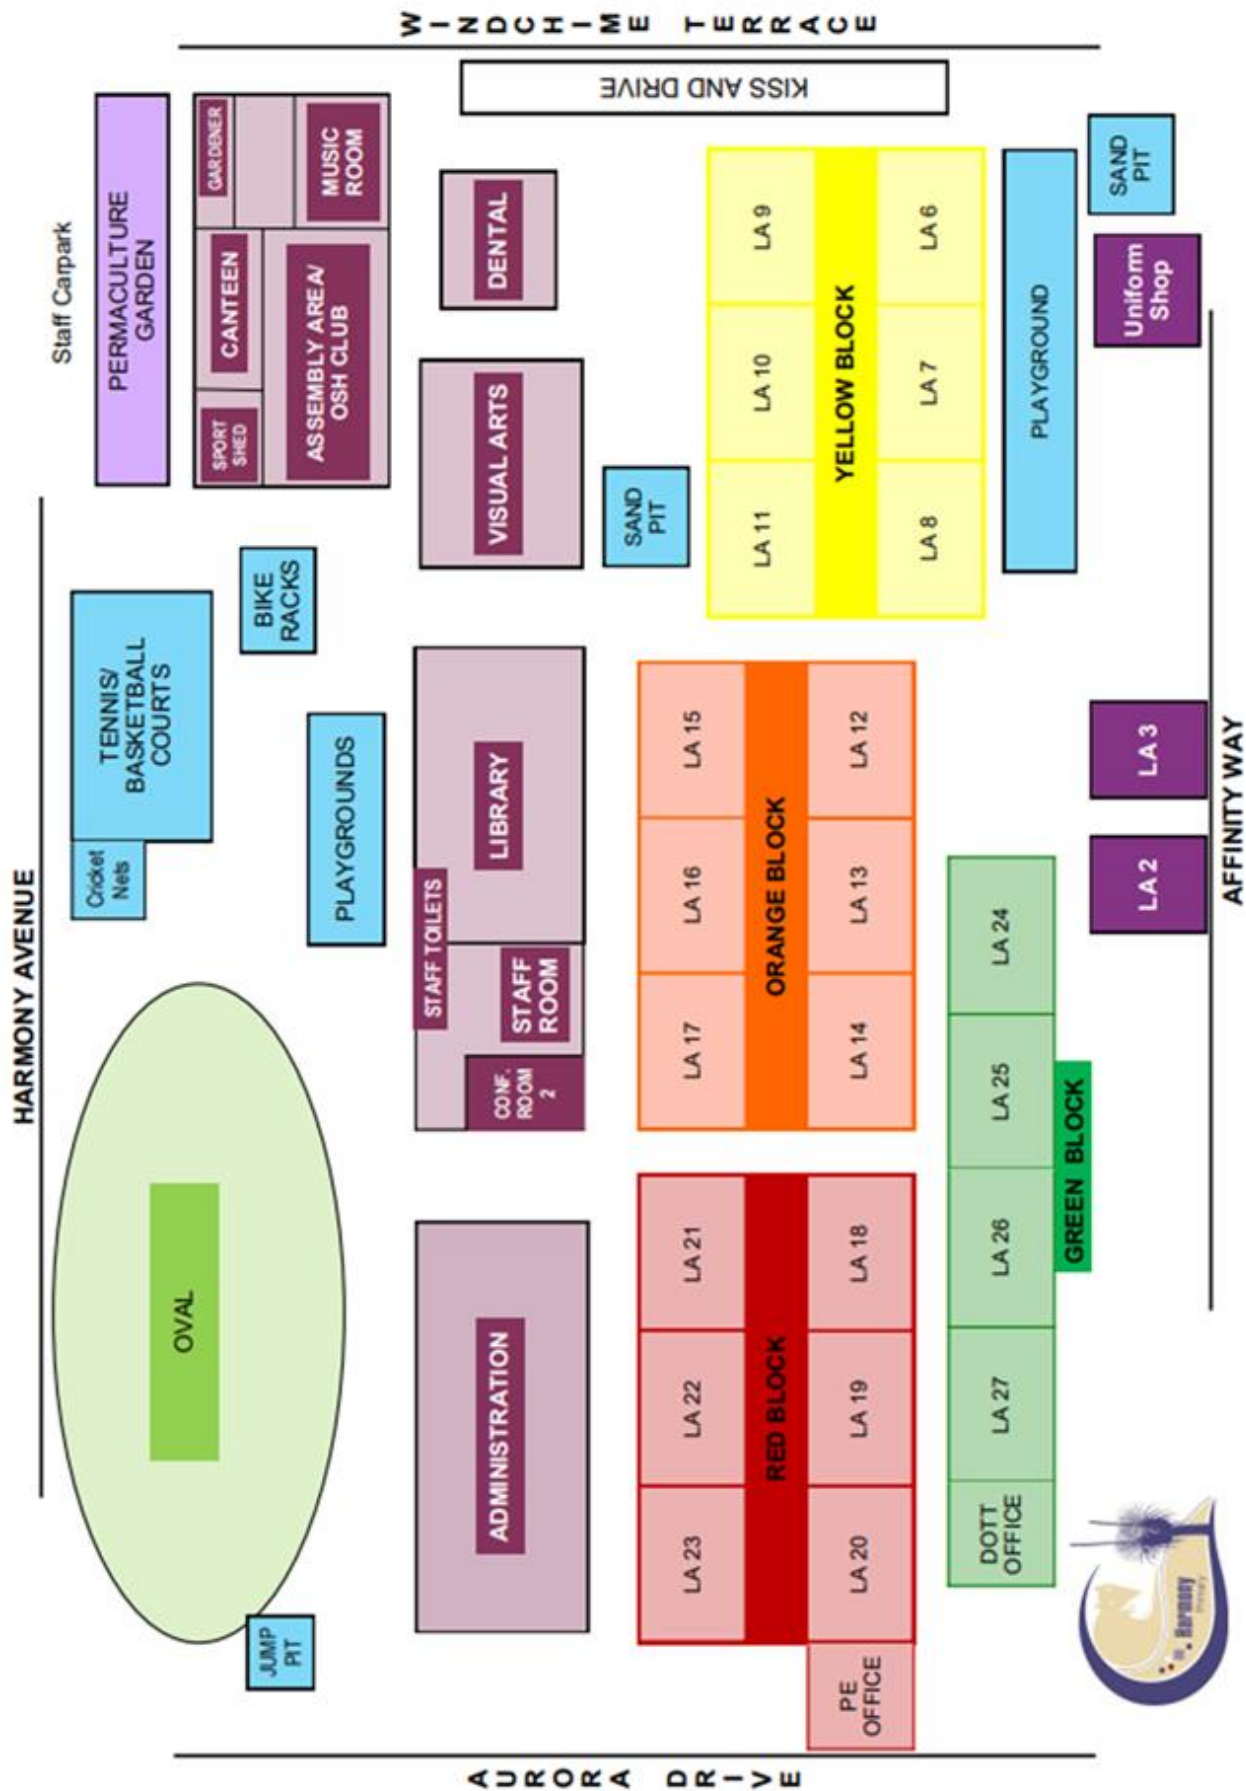 HARMONY AVENUE
Staff Carpark
OVAL
JUMP
PIT
Cricket
Nets
TENNIS/
BASKETBALL
COURTS
PLAYGROUNDS
BIKE
RACKS
PERMACULTURE
GARDEN
SPORT
SHED
CANTEEN
GARDENER
ASSEMBLY AREA/
OSH CLUB
MUSIC
ROOM
ADMINISTRATION
STAFF TOILETS
CONF.
ROOM
2
STAFF
ROOM
LIBRARY
VISUAL ARTS
DENTAL
SAND
PIT
LA 23
LA 22
LA 21
RED BLOCK
PE
OFFICE
LA 20
LA 19
LA 18
LA 17
LA 16
LA 15
ORANGE BLOCK
LA 14
LA 13
LA 12
LA 11
LA 10
LA 9
YELLOW BLOCK
LA 8
LA 7
LA 6
DOTT
OFFICE
LA 27
LA 26
LA 25
LA 24
GREEN BLOCK
PLAYGROUND
SAND
PIT
LA 2
LA 3
Uniform
Shop
AFFINITY WAY
AURORA DRIVE
WINDCHIME TERRACE
KISS AND DRIVE
Harmony
Primary